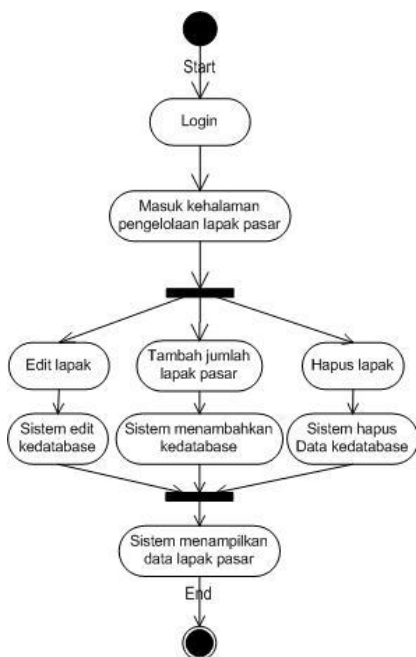 Start
Login
Masuk kehalaman
pengelolaan lapak pasar
Edit lapak
Tambah jumlah
lapak pasar
Hapus lapak
Sistem edit
kedatabase
Sistem menambahkan
kedatabase
Sistem hapus
Data kedatabase
Sistem menampilkan
data lapak pasar
End